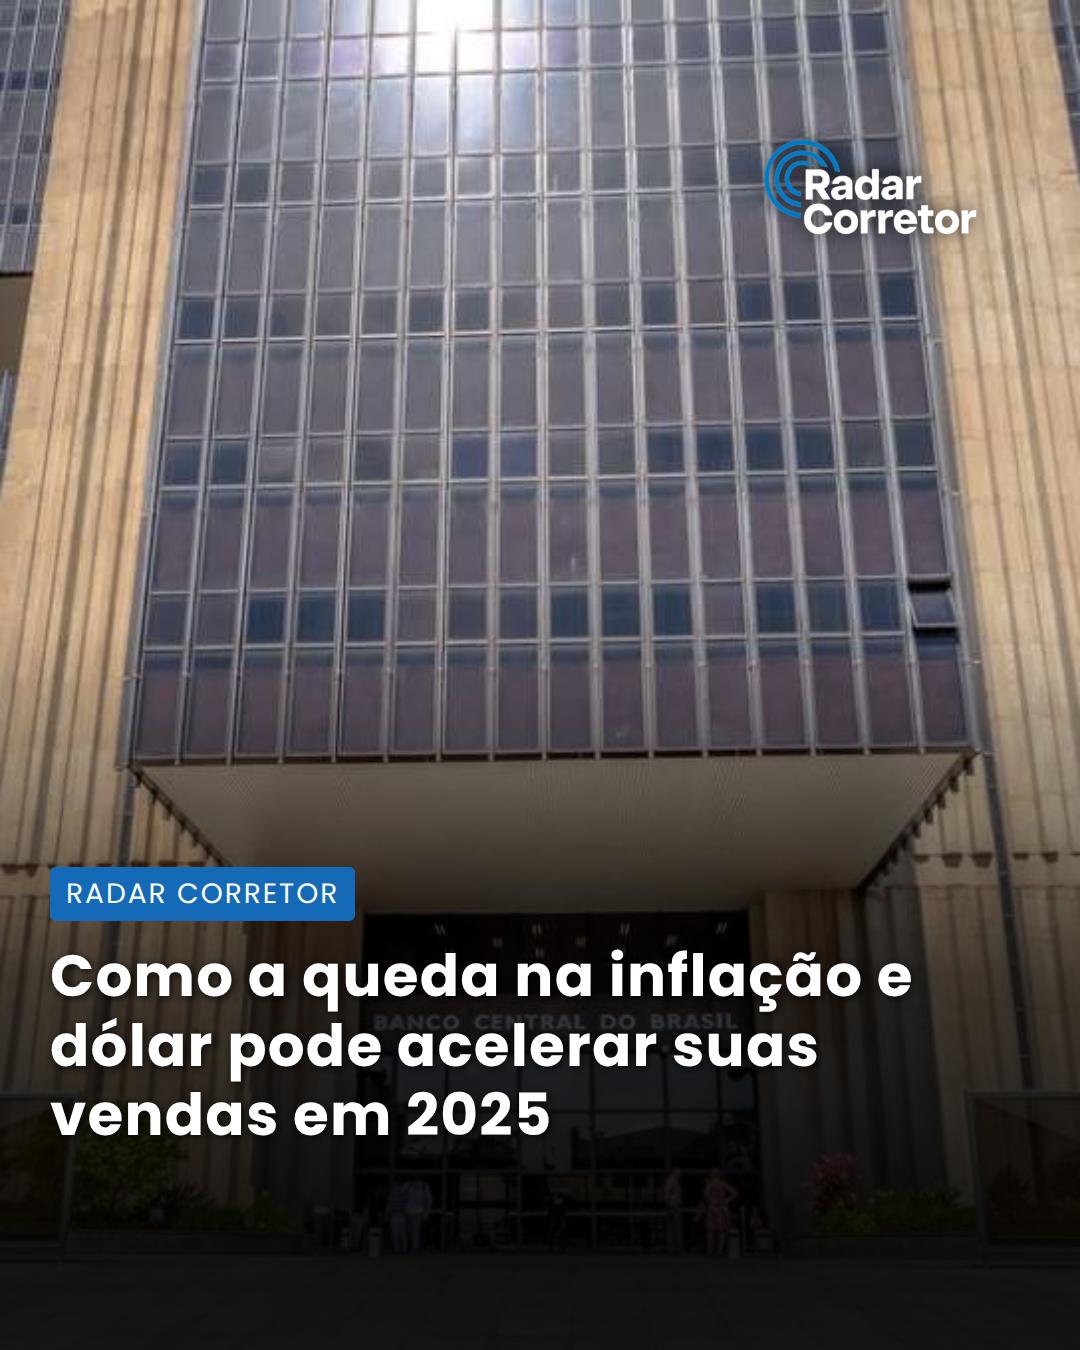 Radar
Corretor
RADAR CORRETOR
Como a queda na inflação e
BANCO CENTRAL DO BRASIL
dólar pode acelerar suas
vendas em 2025